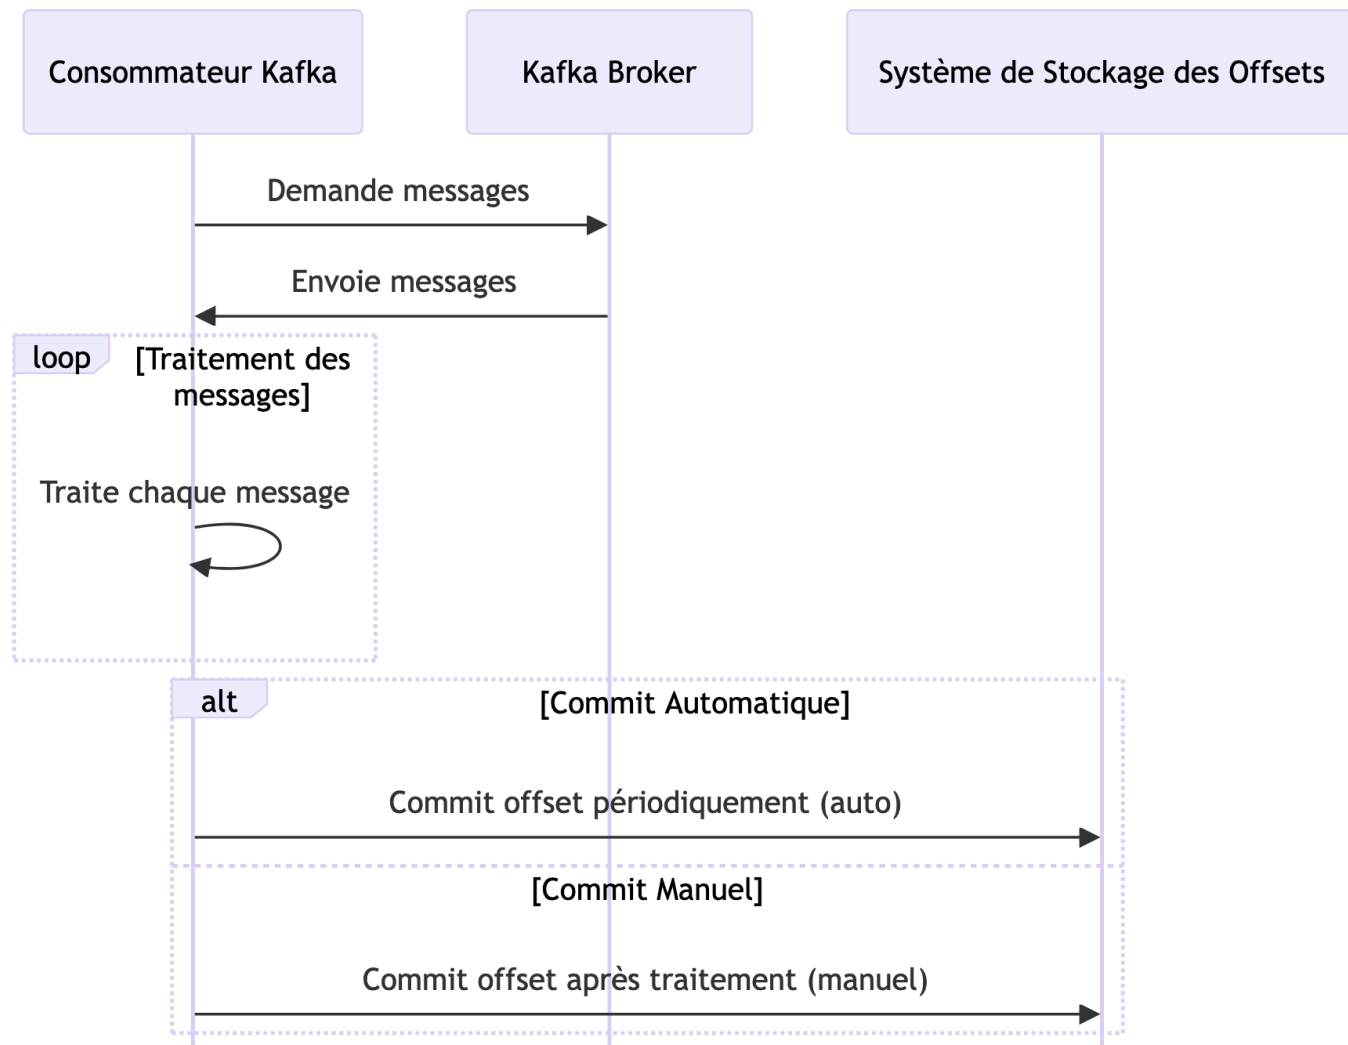 Consommateur Kafka
Kafka Broker
Système de Stockage des Offsets
Demande messages
Envoie messages
loop
[Traitement des
messages]
Traite chaque message
alt
[Commit Automatique]
Commit offset périodiquement (auto)
[Commit Manuel]
Commit offset après traitement (manuel)